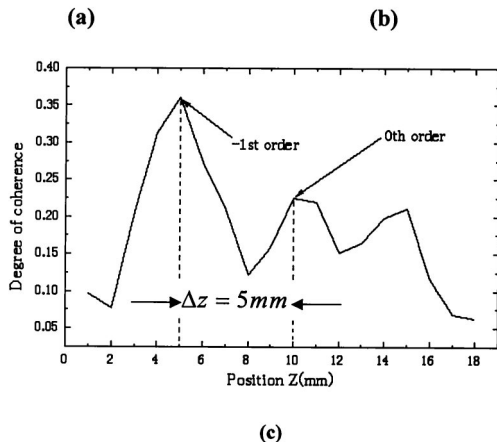 (a) (b)
0.40
0.35
0.30
0.25
0.20
0.15
0.10
0.05
Degree of coherence
-1st order
0th order
Δz = 5mm
0 2 4 6 8 10 12 14 16 18
Position Z(mm)
(c)